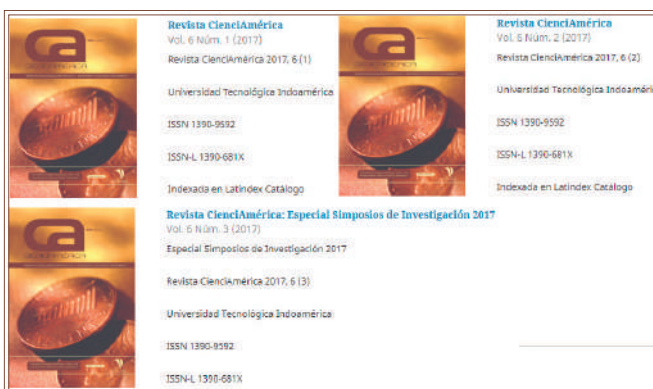 Revista CienciAmérica
Vol. 6 Núm. 1 (2017)
Revista CienciAmérica 2017, 6 (1)
Universidad Tecnológica Indoamérica
ISSN 1390-9592
ISSN-L 1390-681X
Indexada en Latindex Catálogo
Revista CienciAmérica
Vol. 6 Núm. 2 (2017)
Revista CienciAmérica 2017, 6 (2)
Universidad Tecnológica Indoaméric
ISSN 1390-9592
ISSN-L 1390-681X
Indexada en Latindex Catálogo
Revista CienciAmérica: Especial Simposios de Investigación 2017
Vol. 6 Núm. 3 (2017)
Especial Simposios de Investigación 2017
Revista CienciAmérica 2017, 6 (3)
Universidad Tecnológica Indoamérica
ISSN 1390-9592
ISSN-L 1390-681X